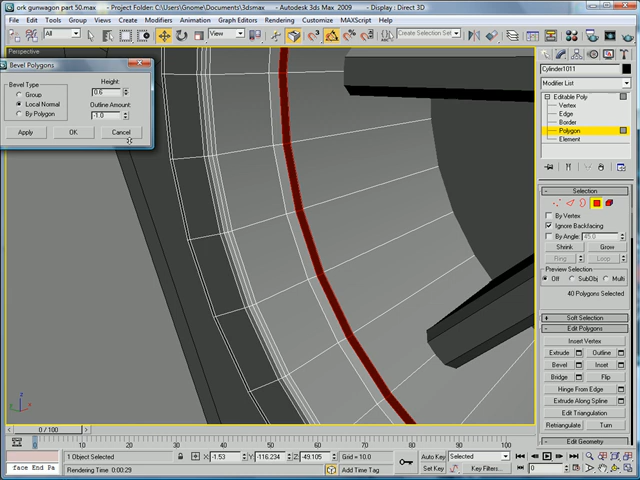 ork gunwagon part 50.max - Project Folder: C:\Users\Gnome\Documents\3dsmax - Autodesk 3ds Max 2009 - Display : Direct 3D
File Edit Tools Group Views Create Modifiers Animation Graph Editors Rendering Customize MAXScript Help
All View Create Selection Set
Perspective
Bevel Polygons
Bevel Type
Group
Local Normal
By Polygon
Height:
0.6
Outline Amount:
-1.0
Apply OK Cancel
Cylinder1011
Modifier List
Editable Poly
Vertex
Edge
Border
Polygon
Element
Selection
By Vertex
Ignore Backfacing
By Angle: 45.0
Shrink Grow
Ring Loop
Preview Selection
Off SubObj Multi
40 Polygons Selected
Soft Selection
Edit Polygons
Insert Vertex
Extrude Outline
Bevel Inset
Bridge Flip
Hinge From Edge
Extrude Along Spline
Edit Triangulation
Retriangulate Turn
Edit Geometry
0 / 100
0 10 20 30 40 50 60 70 80 90 100
1 Object Selected X: -1.53 Y: -116.234 Z: -49.105 Grid = 10.0 Auto Key Selected
face End Pa Rendering Time 0:00:29 Add Time Tag Set Key Key Filters... 0